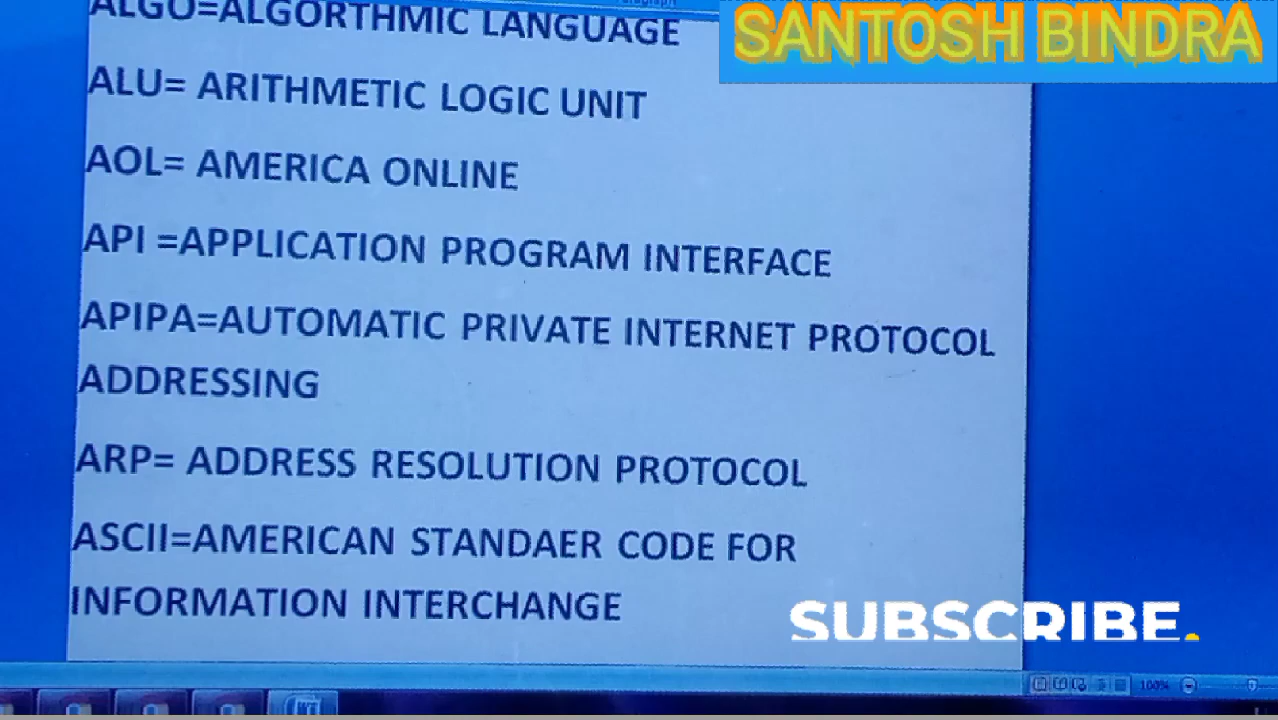 ALGO=ALGORTHMIC LANGUAGE
SANTOSH BINDRA
ALU= ARITHMETIC LOGIC UNIT
AOL= AMERICA ONLINE
API =APPLICATION PROGRAM INTERFACE
APIPA=AUTOMATIC PRIVATE INTERNET PROTOCOL
ADDRESSING
ARP= ADDRESS RESOLUTION PROTOCOL
ASCII=AMERICAN STANDAER CODE FOR
INFORMATION INTERCHANGE
SUBSCRIBE.
100%